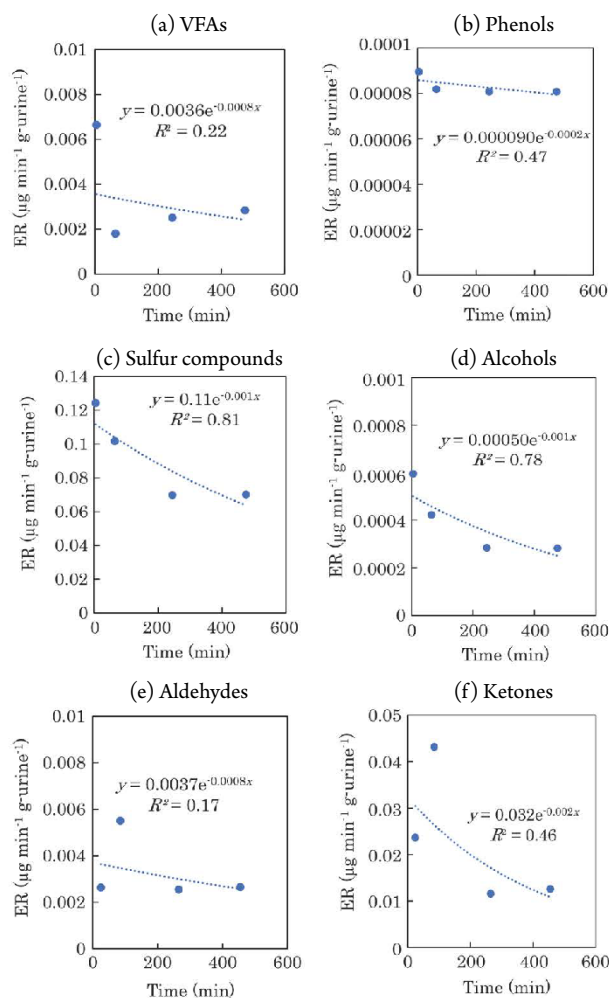 (a) VFAs
0.01
0.008
0.006
0.004
0.002
0
y = 0.0036e-0.0008x
R² = 0.22
ER (μg min-1 g-urine-1)
0 200 400 600
Time (min)
(b) Phenols
0.0001
0.00008
0.00006
0.00004
0.00002
0
y = 0.000090e-0.0002x
R² = 0.47
ER (μg min-1 g-urine-1)
0 200 400 600
Time (min)
(c) Sulfur compounds
0.14
0.12
0.1
0.08
0.06
0.04
0.02
0
y = 0.11e-0.001x
R² = 0.81
ER (μg min-1 g-urine-1)
0 200 400 600
Time (min)
(d) Alcohols
0.001
0.0008
0.0006
0.0004
0.0002
0
y = 0.00050e-0.001x
R² = 0.78
ER (μg min-1 g-urine-1)
0 200 400 600
Time (min)
(e) Aldehydes
0.01
0.008
0.006
0.004
0.002
0
y = 0.0037e-0.0008x
R² = 0.17
ER (μg min-1 g-urine-1)
0 200 400 600
Time (min)
(f) Ketones
0.05
0.04
0.03
0.02
0.01
0
y = 0.032e-0.002x
R² = 0.46
ER (μg min-1 g-urine-1)
0 200 400 600
Time (min)